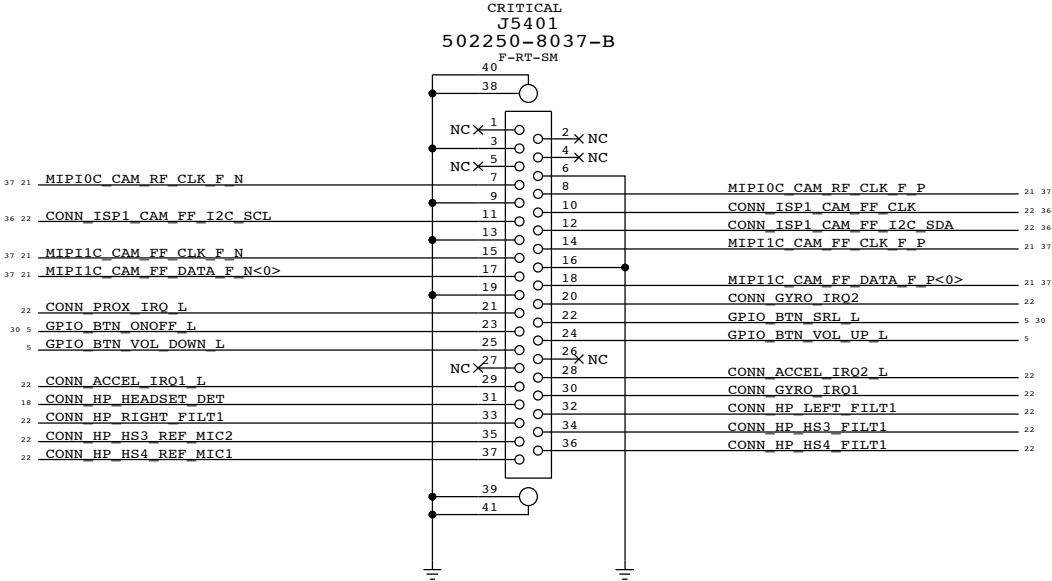 CRITICAL
J5401
502250-8037-B
F-RT-SM
40
38
NC 1
2 NC
3
4 NC
NC 5
6
37 21 MIPI0C_CAM_RF_CLK_F_N 7
8 MIPI0C_CAM_RF_CLK_F_P 21 37
9
10 CONN_ISP1_CAM_FF_CLK 22 36
36 22 CONN_ISP1_CAM_FF_I2C_SCL 11
12 CONN_ISP1_CAM_FF_I2C_SDA 22 36
13
14 MIPI1C_CAM_FF_CLK_F_P 21 37
37 21 MIPI1C_CAM_FF_CLK_F_N 15
16
37 21 MIPI1C_CAM_FF_DATA_F_N<0> 17
18 MIPI1C_CAM_FF_DATA_F_P<0> 21 37
19
20 CONN_GYRO_IRQ2 22
22 CONN_PROX_IRQ_L 21
22 GPIO_BTN_SRL_L 5 30
30 5 GPIO_BTN_ONOFF_L 23
24 GPIO_BTN_VOL_UP_L 5
5 GPIO_BTN_VOL_DOWN_L 25
26 NC
NC 27
28 CONN_ACCEL_IRQ2_L 22
22 CONN_ACCEL_IRQ1_L 29
30 CONN_GYRO_IRQ1 22
18 CONN_HP_HEADSET_DET 31
32 CONN_HP_LEFT_FILT1 22
22 CONN_HP_RIGHT_FILT1 33
34 CONN_HP_HS3_FILT1 22
22 CONN_HP_HS3_REF_MIC2 35
36 CONN_HP_HS4_FILT1 22
22 CONN_HP_HS4_REF_MIC1 37
39
41